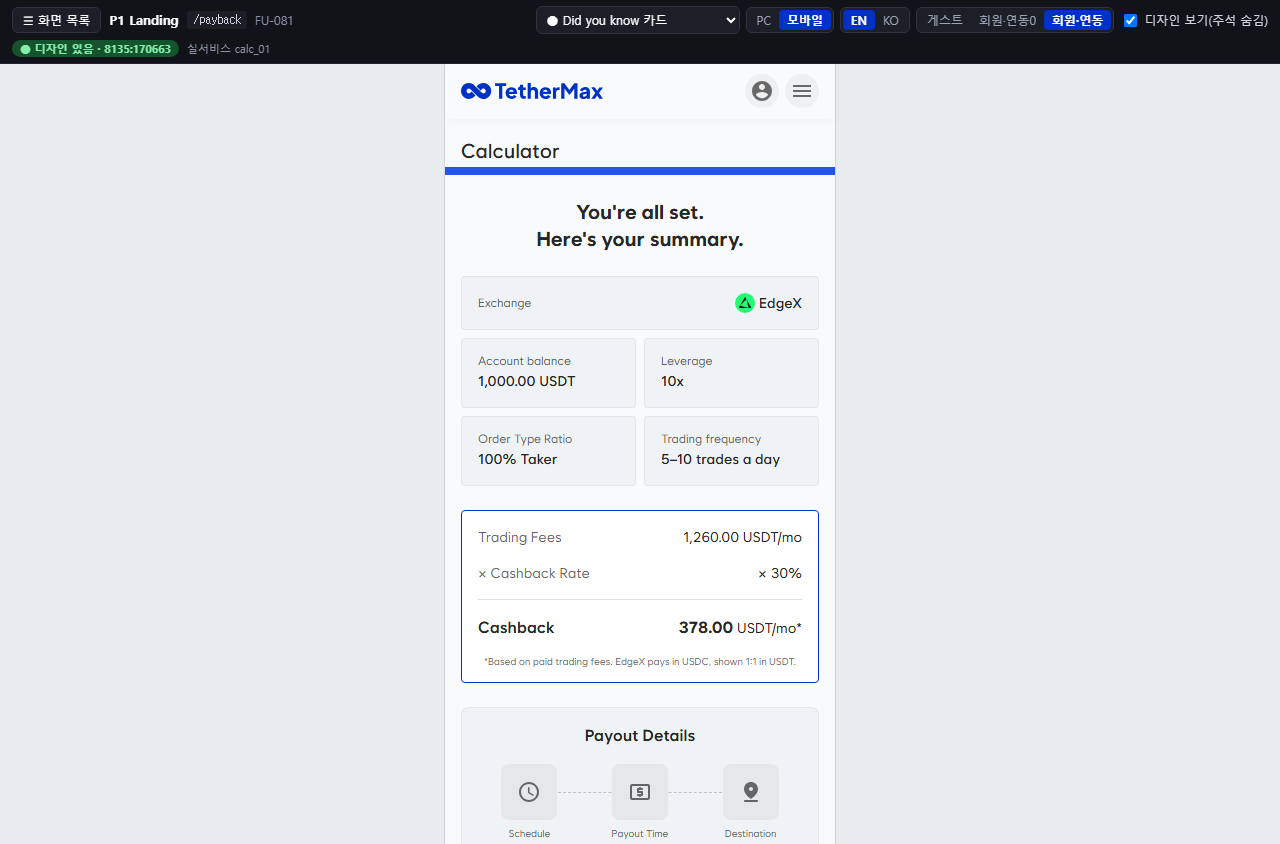 ☰ 화면 목록 P1 Landing /payback FU-081 ● Did you know 카드 PC 모바일 EN KO 게스트 회원·연동0 회원·연동 디자인 보기(주석 숨김)
● 디자인 있음 · 8135:170663 실서비스 calc_01
TetherMax
Calculator
You're all set.
Here's your summary.
Exchange EdgeX
Account balance Leverage
1,000.00 USDT 10x
Order Type Ratio Trading frequency
100% Taker 5–10 trades a day
Trading Fees 1,260.00 USDT/mo
× Cashback Rate × 30%
Cashback 378.00 USDT/mo*
*Based on paid trading fees. EdgeX pays in USDC, shown 1:1 in USDT.
Payout Details
Schedule Payout Time Destination